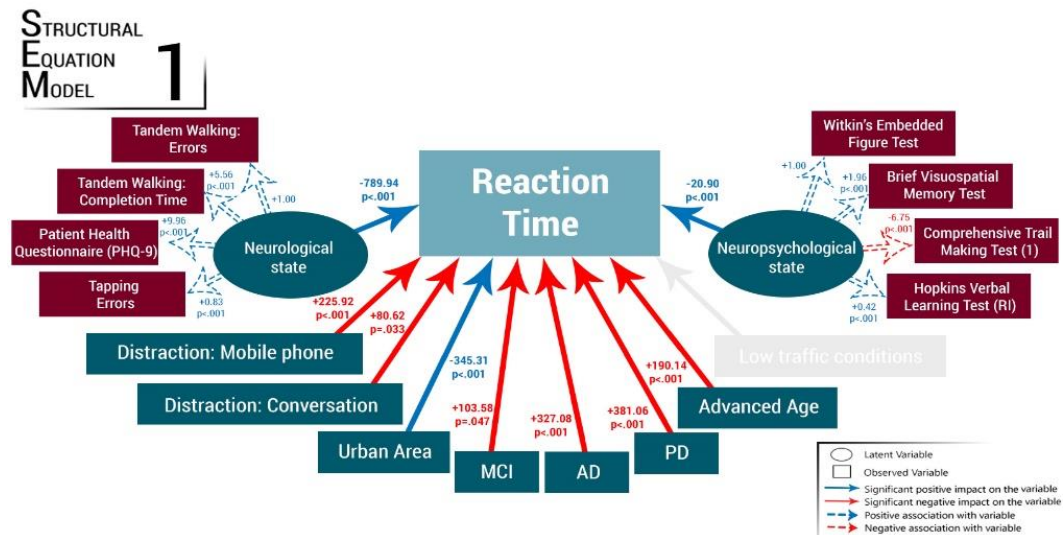 STRUCTURAL
EQUATION
MODEL
1
Tandem Walking:
Errors
Tandem Walking:
Completion Time
Patient Health
Questionnaire (PHQ-9)
Tapping
Errors
+1.00
+5.56
p<.001
+9.96
p<.001
+0.83
p<.001
Neurological
state
-789.94
p<.001
Reaction
Time
-20.90
p<.001
Neuropsychological
state
+1.00
+1.96
p<.001
-6.75
p<.001
+0.42
p<.001
Witkin's Embedded
Figure Test
Brief Visuospatial
Memory Test
Comprehensive Trail
Making Test (1)
Hopkins Verbal
Learning Test (RI)
+225.92
p<.001
+80.62
p=.033
-345.31
p<.001
+103.58
p=.047
+327.08
p<.001
+381.06
p<.001
+190.14
p<.001
Distraction: Mobile phone
Distraction: Conversation
Urban Area
MCI
AD
PD
Advanced Age
Low traffic conditions
Latent Variable
Observed Variable
Significant positive impact on the variable
Significant negative impact on the variable
Positive association with variable
Negative association with variable